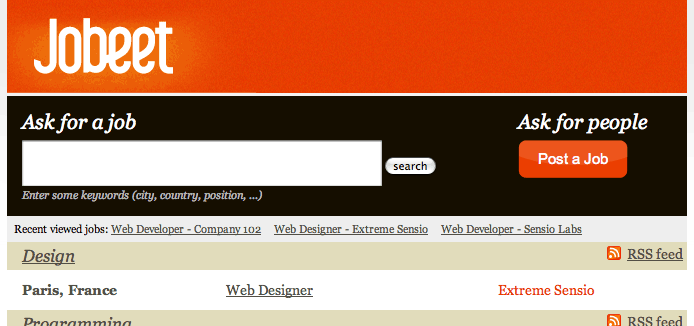 Jobeet
Ask for a job
Ask for people
search
Post a Job
Enter some keywords (city, country, position, ...)
Recent viewed jobs: Web Developer - Company 102 Web Designer - Extreme Sensio Web Developer - Sensio Labs
Design RSS feed
Paris, France Web Designer Extreme Sensio
Programming RSS feed